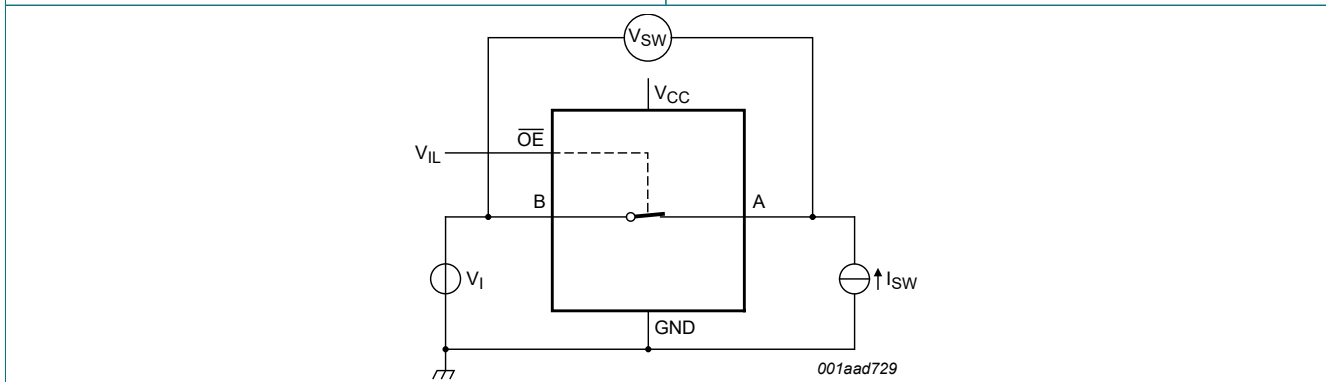 VSW
VCC
OE
VIL
B
A
VI
ISW
GND
001aad729